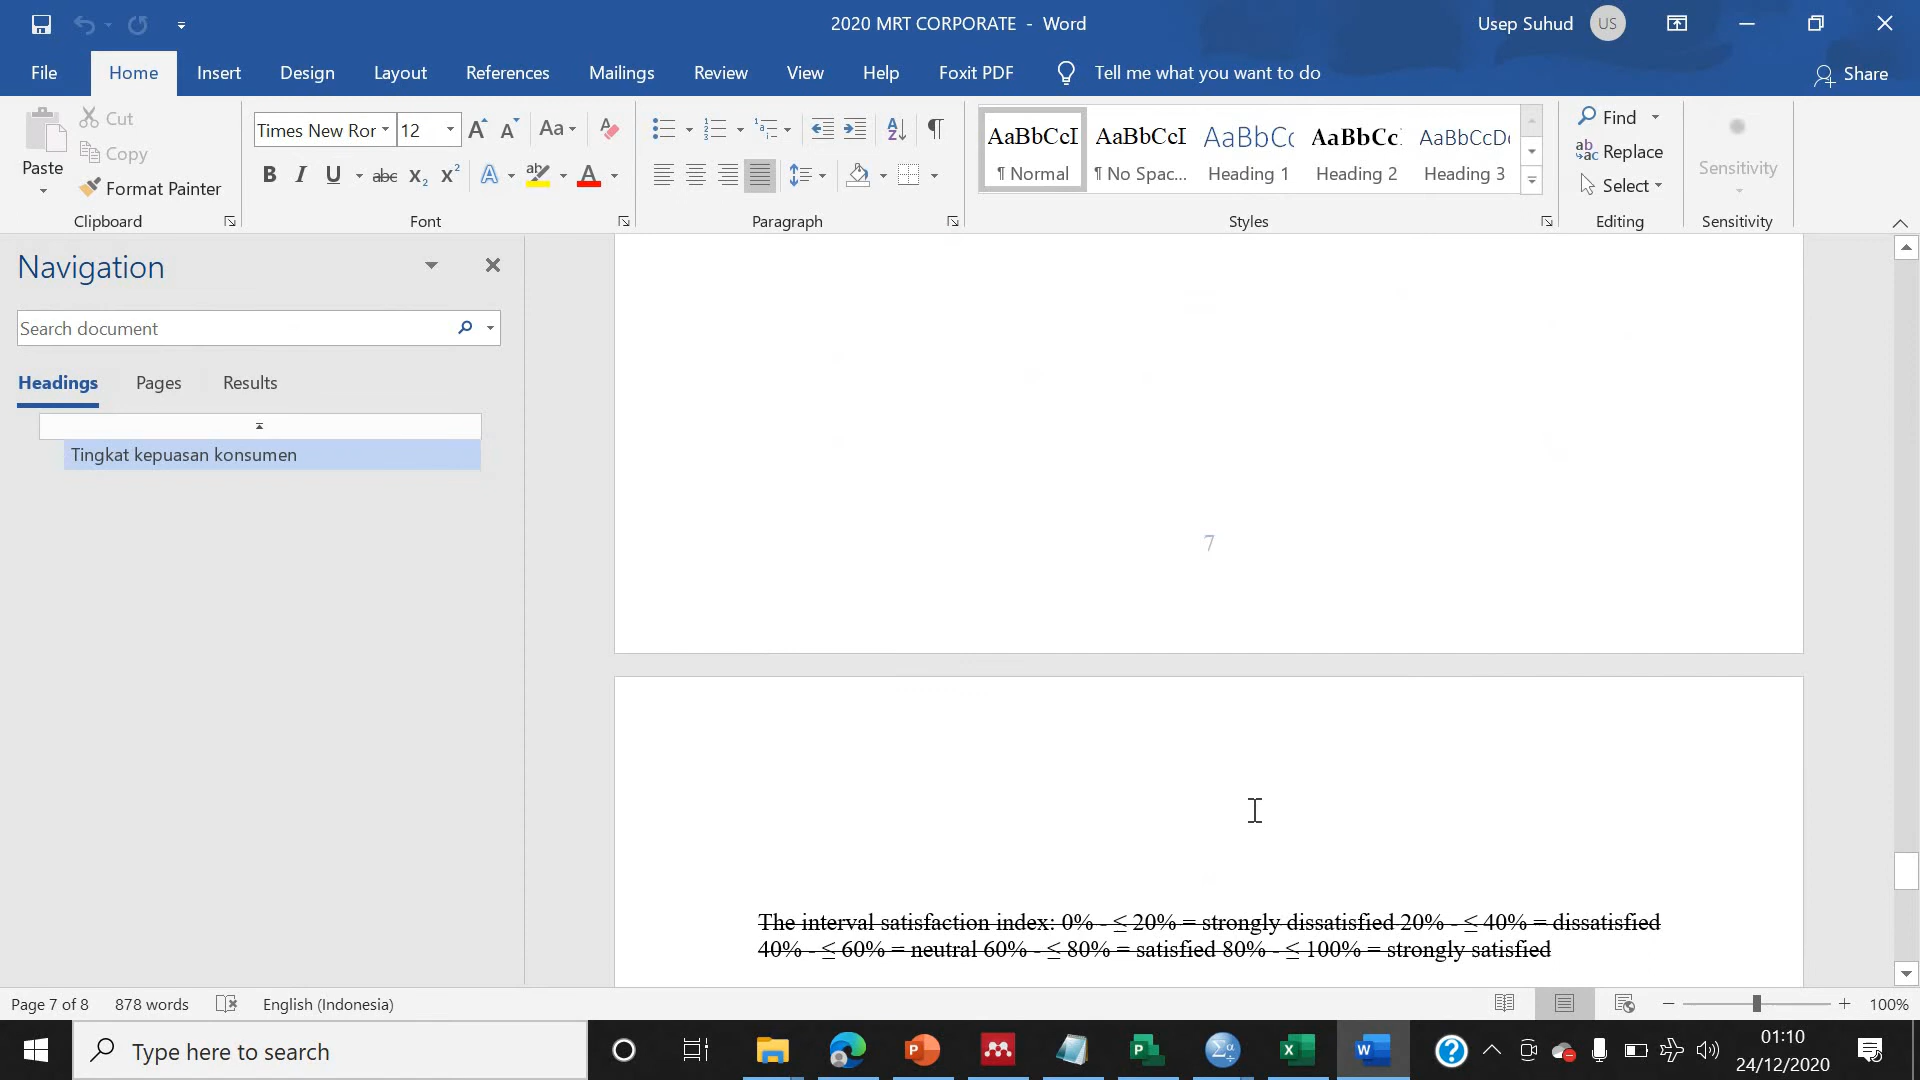 2020 MRT CORPORATE - Word
Usep Suhud
US
File Home Insert Design Layout References Mailings Review View Help Foxit PDF Tell me what you want to do
Share
Paste
Cut
Copy
Format Painter
Clipboard
Times New Ror 12
Font
Paragraph
AaBbCcI AaBbCcI AaBbCc AaBbCc AaBbCcDc
¶ Normal ¶ No Spac... Heading 1 Heading 2 Heading 3
Styles
Find
Replace
Select
Editing
Sensitivity
Sensitivity
Navigation
Search document
Headings Pages Results
Tingkat kepuasan konsumen
7
The interval satisfaction index: 0% - ≤ 20% = strongly dissatisfied 20% - ≤ 40% = dissatisfied
40% - ≤ 60% = neutral 60% - ≤ 80% = satisfied 80% - ≤ 100% = strongly satisfied
Page 7 of 8 878 words English (Indonesia)
100%
Type here to search
01:10
24/12/2020